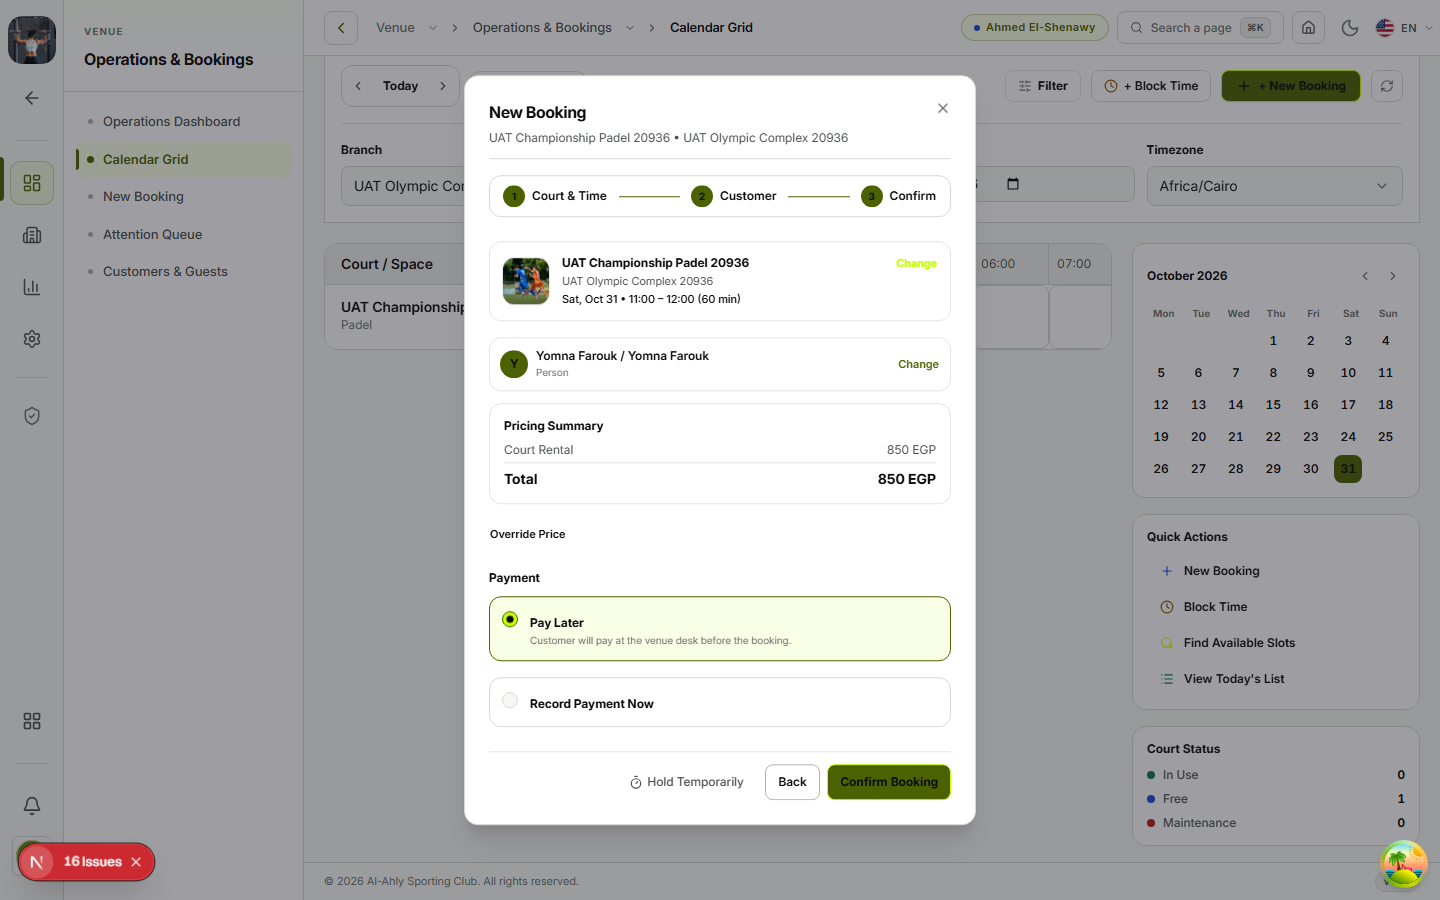 VENUE
Operations & Bookings
Operations Dashboard
Calendar Grid
New Booking
Attention Queue
Customers & Guests
Venue
Operations & Bookings
Calendar Grid
Ahmed El-Shenawy
Search a page
⌘K
EN
Today
Filter
+ Block Time
+ New Booking
Branch
UAT Olympic Cor
Timezone
Africa/Cairo
Court / Space
06:00
07:00
UAT Championship
Padel
New Booking
UAT Championship Padel 20936 • UAT Olympic Complex 20936
1 Court & Time
2 Customer
3 Confirm
UAT Championship Padel 20936
Change
UAT Olympic Complex 20936
Sat, Oct 31 • 11:00 – 12:00 (60 min)
Y
Yomna Farouk / Yomna Farouk
Person
Change
Pricing Summary
Court Rental 850 EGP
Total 850 EGP
Override Price
Payment
Pay Later
Customer will pay at the venue desk before the booking.
Record Payment Now
Hold Temporarily
Back
Confirm Booking
October 2026
Mon Tue Wed Thu Fri Sat Sun
1 2 3 4
5 6 7 8 9 10 11
12 13 14 15 16 17 18
19 20 21 22 23 24 25
26 27 28 29 30 31
Quick Actions
New Booking
Block Time
Find Available Slots
View Today's List
Court Status
In Use 0
Free 1
Maintenance 0
N 16 Issues
© 2026 Al-Ahly Sporting Club. All rights reserved.